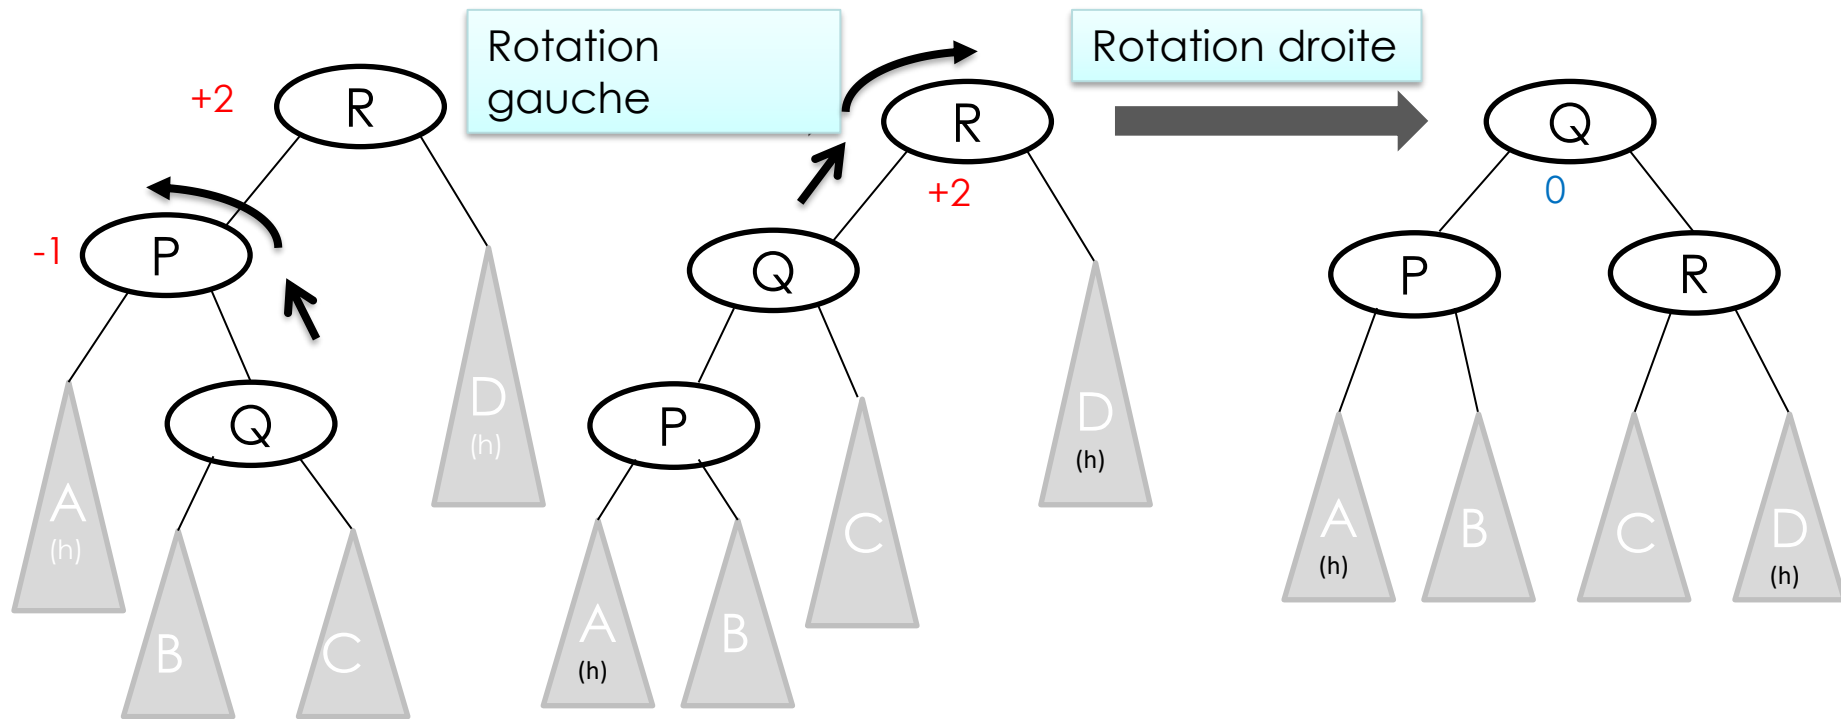 Rotation
gauche
Rotation droite
+2
R
-1
P
Q
A
(h)
B
C
D
(h)
R
+2
Q
P
A
(h)
B
C
D
(h)
Q
0
P
R
A
(h)
B
C
D
(h)